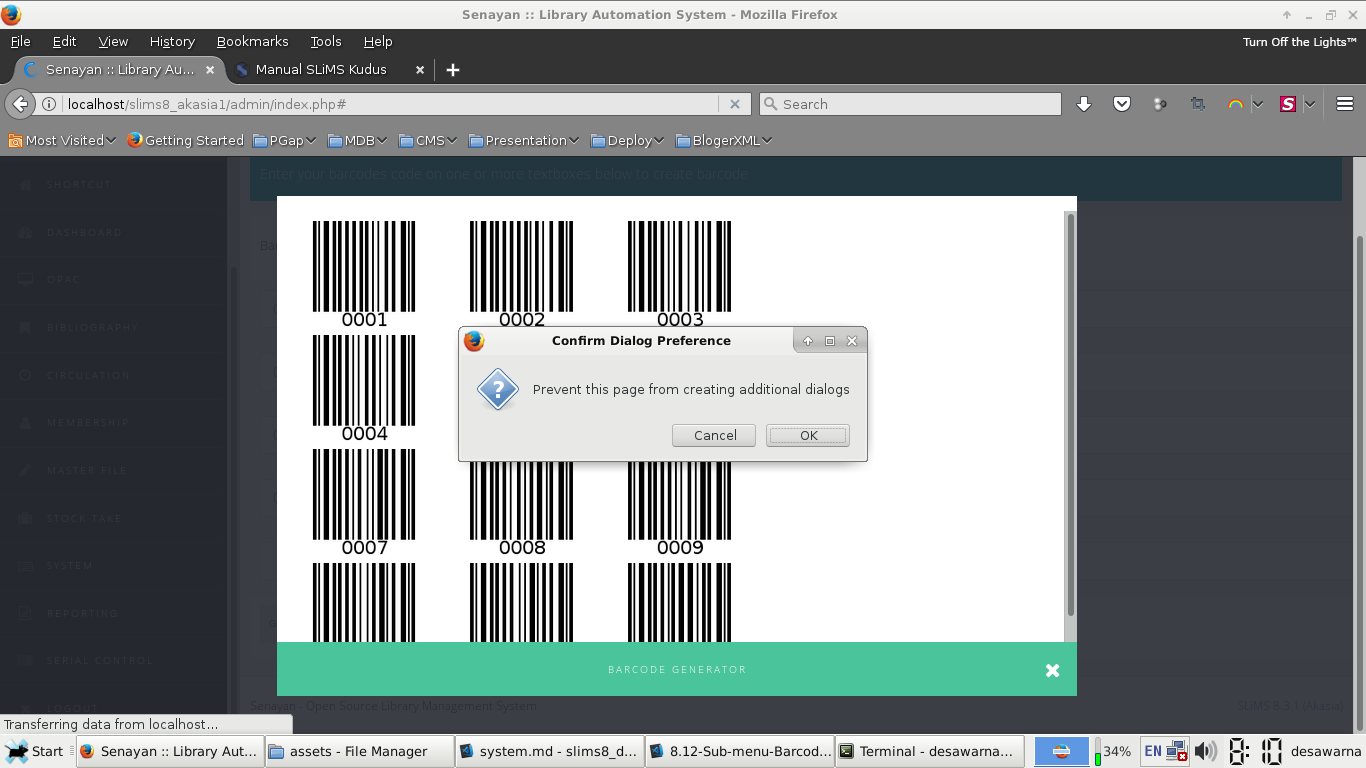 Senayan :: Library Automation System - Mozilla Firefox
File Edit View History Bookmarks Tools Help
Turn Off the Lights™
Senayan :: Library Au...
Manual SLiMS Kudus
localhost/slims8_akasia1/admin/index.php#
Search
Most Visited
Getting Started
PGap
MDB
CMS
Presentation
Deploy
BlogerXML
Enter your barcodes code on one or more textboxes below to create barcode
SHORTCUT
DASHBOARD
OPAC
BIBLIOGRAPHY
CIRCULATION
MEMBERSHIP
MASTER FILE
STOCK TAKE
SYSTEM
REPORTING
SERIAL CONTROL
LOGOUT
0001 0002 0003
0004
0007 0008 0009
Confirm Dialog Preference
Prevent this page from creating additional dialogs
Cancel OK
BARCODE GENERATOR
Senayan - Open Source Library Management System
SLiMS 8.3.1 (Akasia)
Transferring data from localhost...
Start
Senayan :: Library Aut...
assets - File Manager
system.md - slims8_d...
8.12-Sub-menu-Barcod...
Terminal - desawarna...
34%
EN
8:10
desawarna